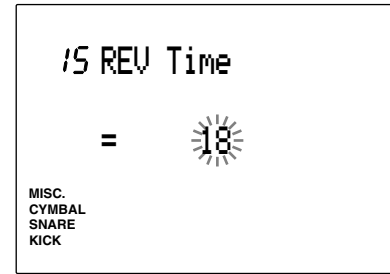 15 REV Time
= 18
MISC.
CYMBAL
SNARE
KICK